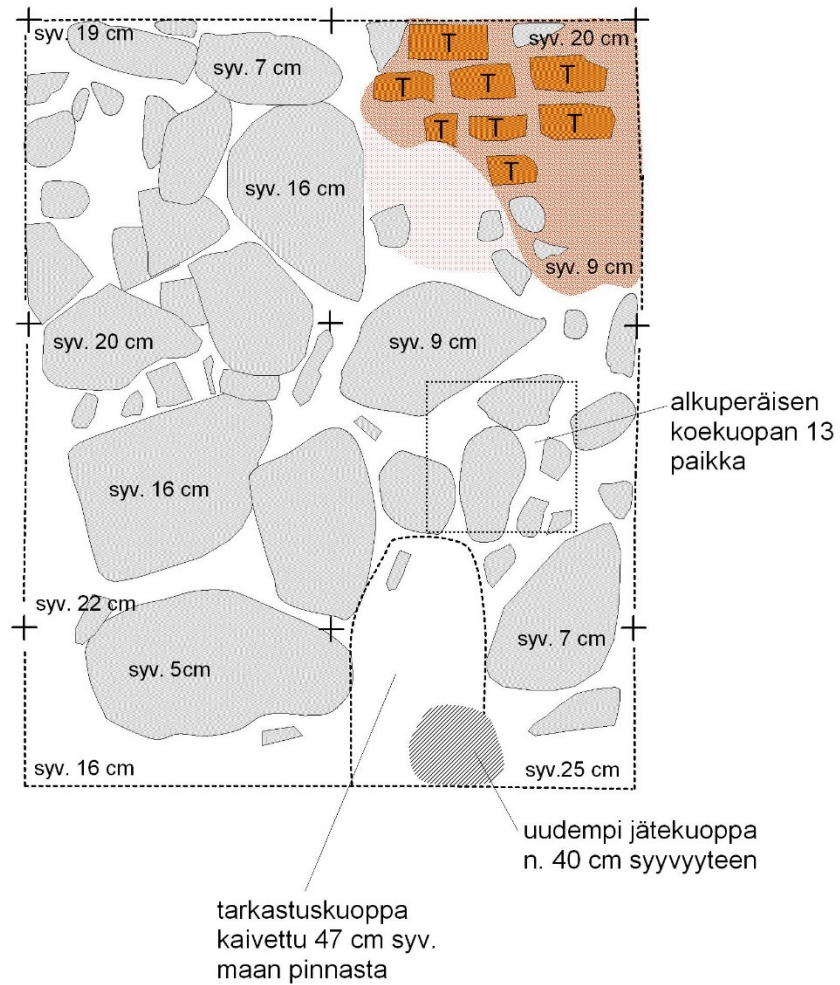 syv. 19 cm
syv. 7 cm
T
syv. 20 cm
T
T
T
T
T
T
T
syv. 16 cm
syv. 9 cm
syv. 20 cm
syv. 9 cm
alkuperäisen
koekuopan 13
paikka
syv. 16 cm
syv. 22 cm
syv. 7 cm
syv. 5cm
syv. 16 cm
syv.25 cm
uudempi jätekuoppa
n. 40 cm syyvyyteen
tarkastuskuoppa
kaivettu 47 cm syv.
maan pinnasta